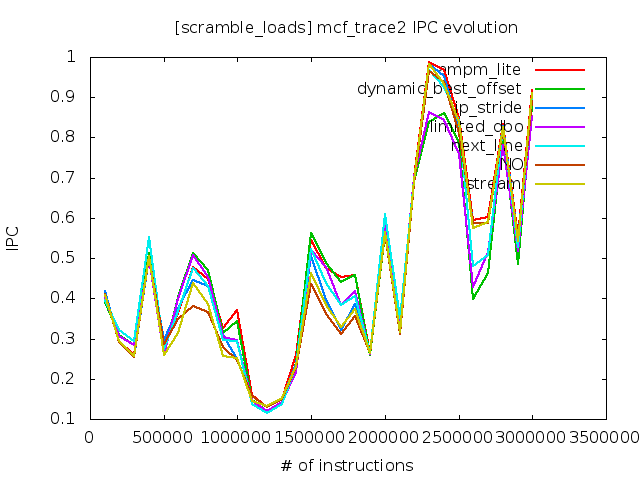 [scramble_loads] mcf_trace2 IPC evolution
1
0.9
0.8
0.7
0.6
0.5
0.4
0.3
0.2
0.1
IPC
ampm_lite
dynamic_best_offset
ip_stride
limited_dbo
next_line
NO
stream
0 500000 1000000 1500000 2000000 2500000 3000000 3500000
# of instructions